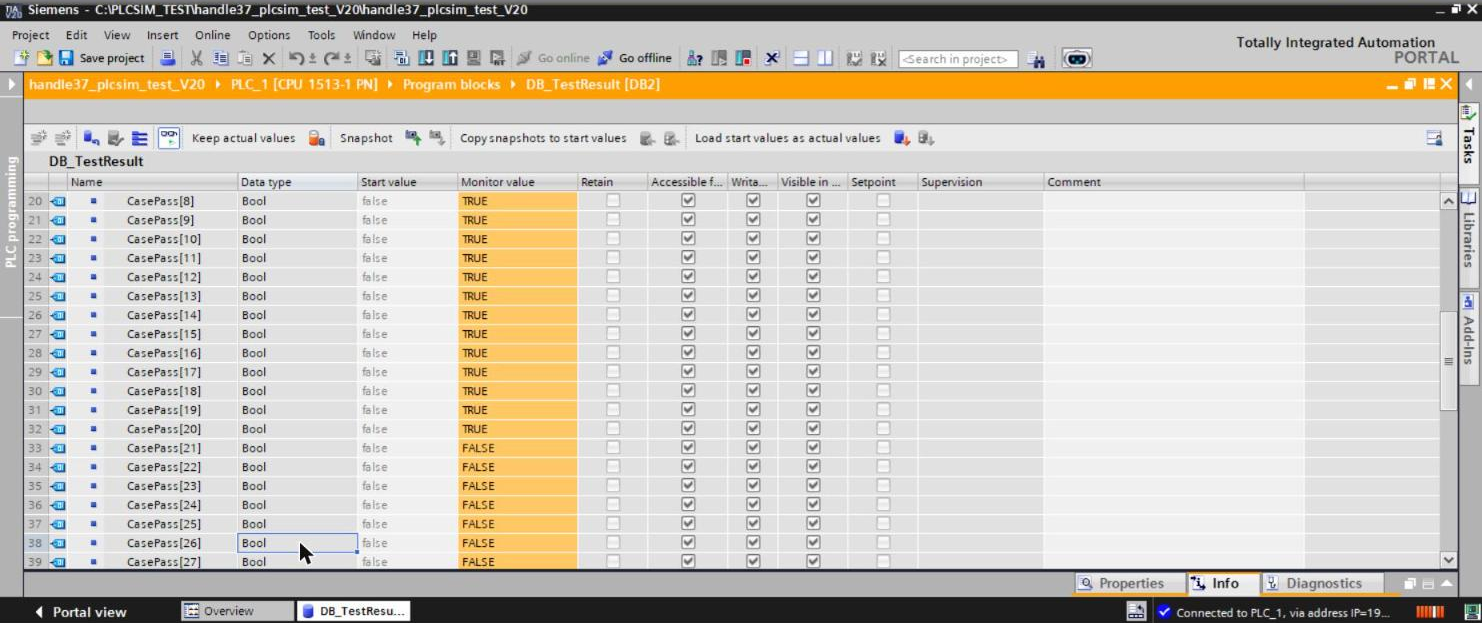 Siemens - C:\PLCSIM_TEST\handle37_plcsim_test_V20\handle37_plcsim_test_V20
Project Edit View Insert Online Options Tools Window Help
Totally Integrated Automation
PORTAL
Save project Go online Go offline <Search in project>
handle37_plcsim_test_V20 PLC_1 [CPU 1513-1 PN] Program blocks DB_TestResult [DB2]
Keep actual values Snapshot Copy snapshots to start values Load start values as actual values
DB_TestResult
Name Data type Start value Monitor value Retain Accessible f... Writa... Visible in ... Setpoint Supervision Comment
20 CasePass[8] Bool false TRUE
21 CasePass[9] Bool false TRUE
22 CasePass[10] Bool false TRUE
23 CasePass[11] Bool false TRUE
24 CasePass[12] Bool false TRUE
25 CasePass[13] Bool false TRUE
26 CasePass[14] Bool false TRUE
27 CasePass[15] Bool false TRUE
28 CasePass[16] Bool false TRUE
29 CasePass[17] Bool false TRUE
30 CasePass[18] Bool false TRUE
31 CasePass[19] Bool false TRUE
32 CasePass[20] Bool false TRUE
33 CasePass[21] Bool false FALSE
34 CasePass[22] Bool false FALSE
35 CasePass[23] Bool false FALSE
36 CasePass[24] Bool false FALSE
37 CasePass[25] Bool false FALSE
38 CasePass[26] Bool false FALSE
39 CasePass[27] Bool false FALSE
PLC programming
Tasks
Libraries
Add-Ins
Properties Info Diagnostics
Portal view Overview DB_TestResu... Connected to PLC_1, via address IP=19...